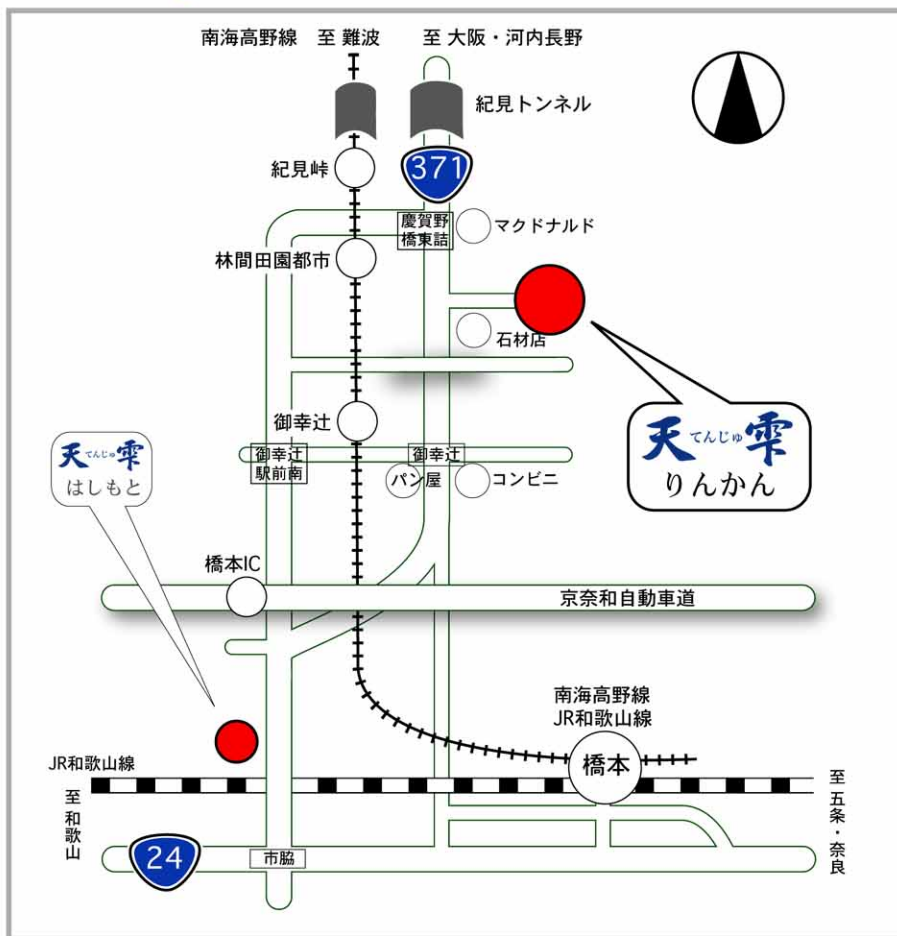 南海高野線 至 難波 至 大阪・河内長野
紀見トンネル
紀見峠
371
慶賀野
橋東詰
マクドナルド
林間田園都市
石材店
御幸辻
天てんじゅ雫
りんかん
御幸辻
駅前南
御幸辻
パン屋
コンビニ
天てんじゅ雫
はしもと
橋本IC
京奈和自動車道
南海高野線
JR和歌山線
橋本
JR和歌山線
至 和歌山
至 五条・奈良
24
市脇